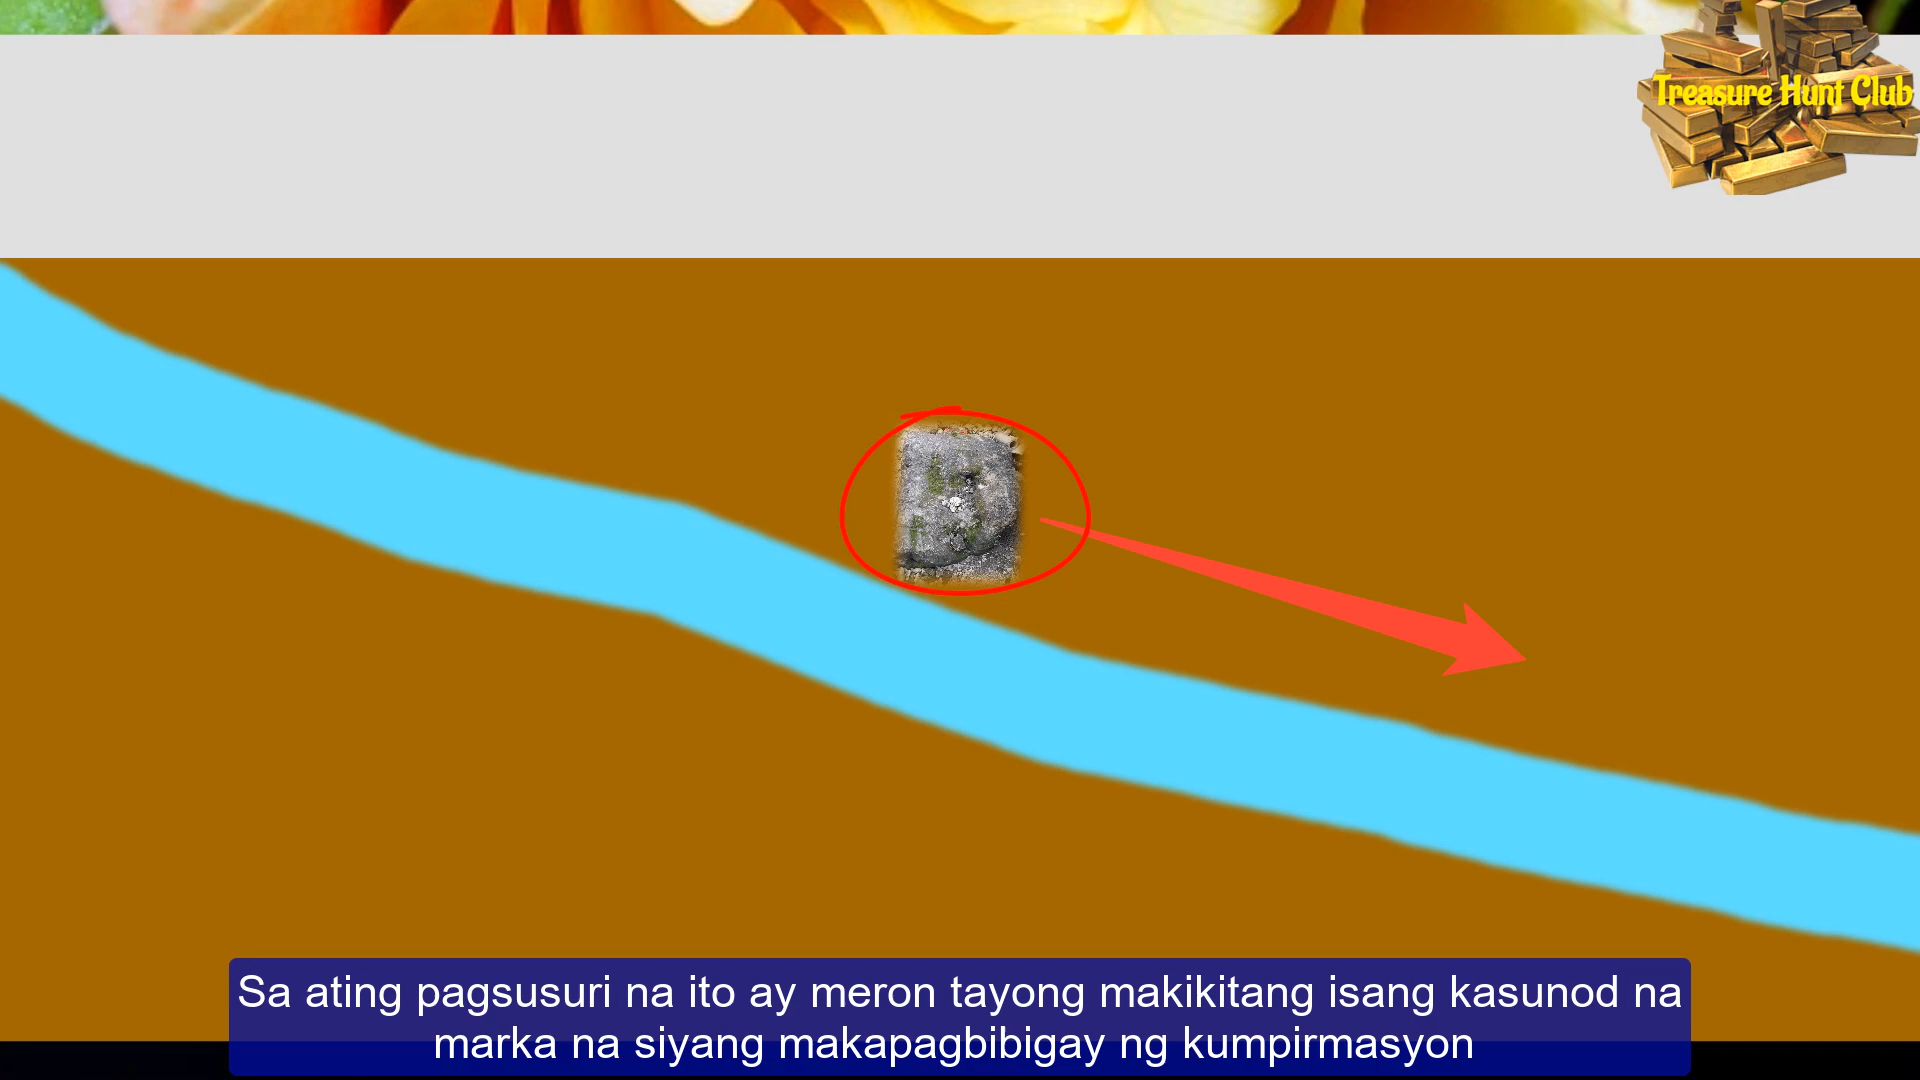 Treasure Hunt Club
Sa ating pagsusuri na ito ay meron tayong makikitang isang kasunod na
marka na siyang makapagbibigay ng kumpirmasyon